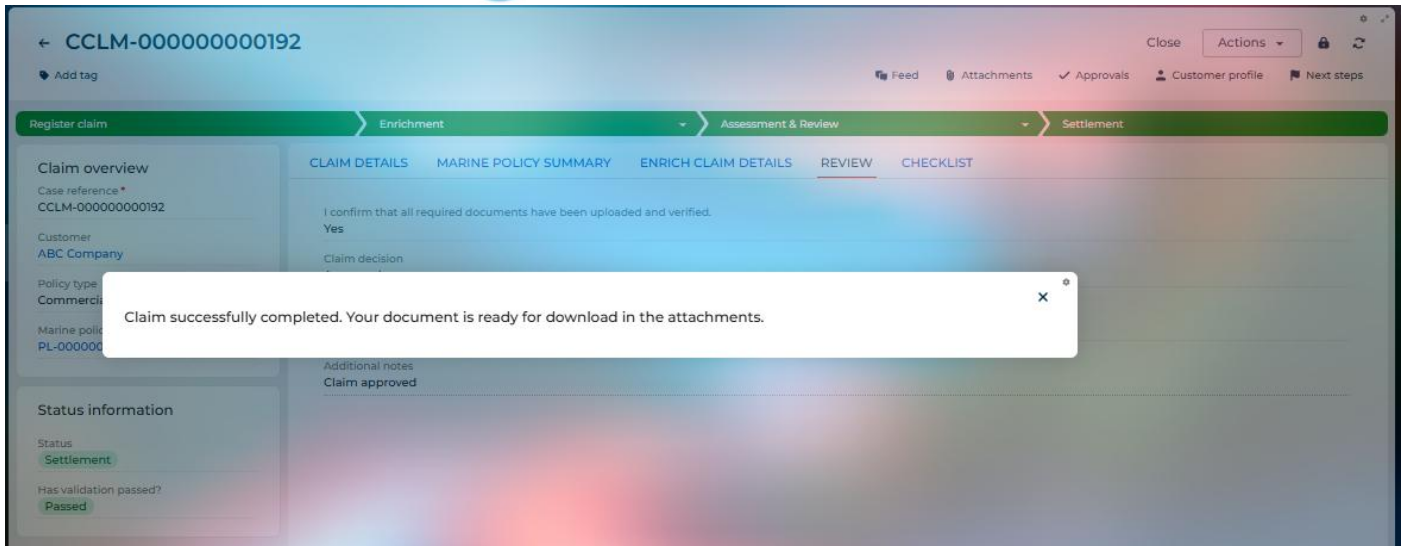 CCLM-000000000192
Close
Actions
Add tag
Feed
Attachments
Approvals
Customer profile
Next steps
Register claim
Enrichment
Assessment & Review
Settlement
Claim overview
Case reference *
CCLM-000000000192
Customer
ABC Company
Policy type
Marine
PL-000000
CLAIM DETAILS
MARINE POLICY SUMMARY
ENRICH CLAIM DETAILS
REVIEW
CHECKLIST
I confirm that all required documents have been uploaded and verified.
Yes
Claim decision
Claim successfully completed. Your document is ready for download in the attachments.
Additional notes
Claim approved
Status information
Status
Settlement
Has validation passed?
Passed